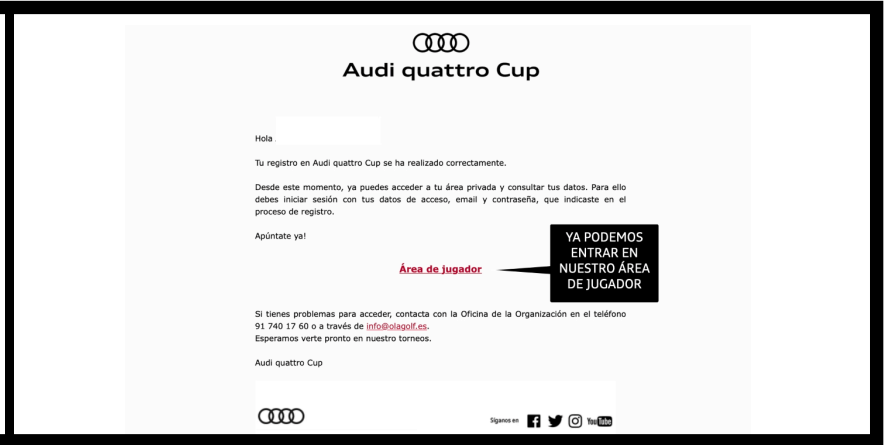 Audi quattro Cup
Hola
Tu registro en Audi quattro Cup se ha realizado correctamente.
Desde este momento, ya puedes acceder a tu área privada y consultar tus datos. Para ello
debes iniciar sesión con tus datos de acceso, email y contraseña, que indicaste en el
proceso de registro.
Apúntate ya!
Área de jugador
YA PODEMOS
ENTRAR EN
NUESTRO ÁREA
DE JUGADOR
Si tienes problemas para acceder, contacta con la Oficina de la Organización en el teléfono
91 740 17 60 o a través de info@olagolf.es.
Esperamos verte pronto en nuestro torneos.
Audi quattro Cup
Síganos en
You Tube